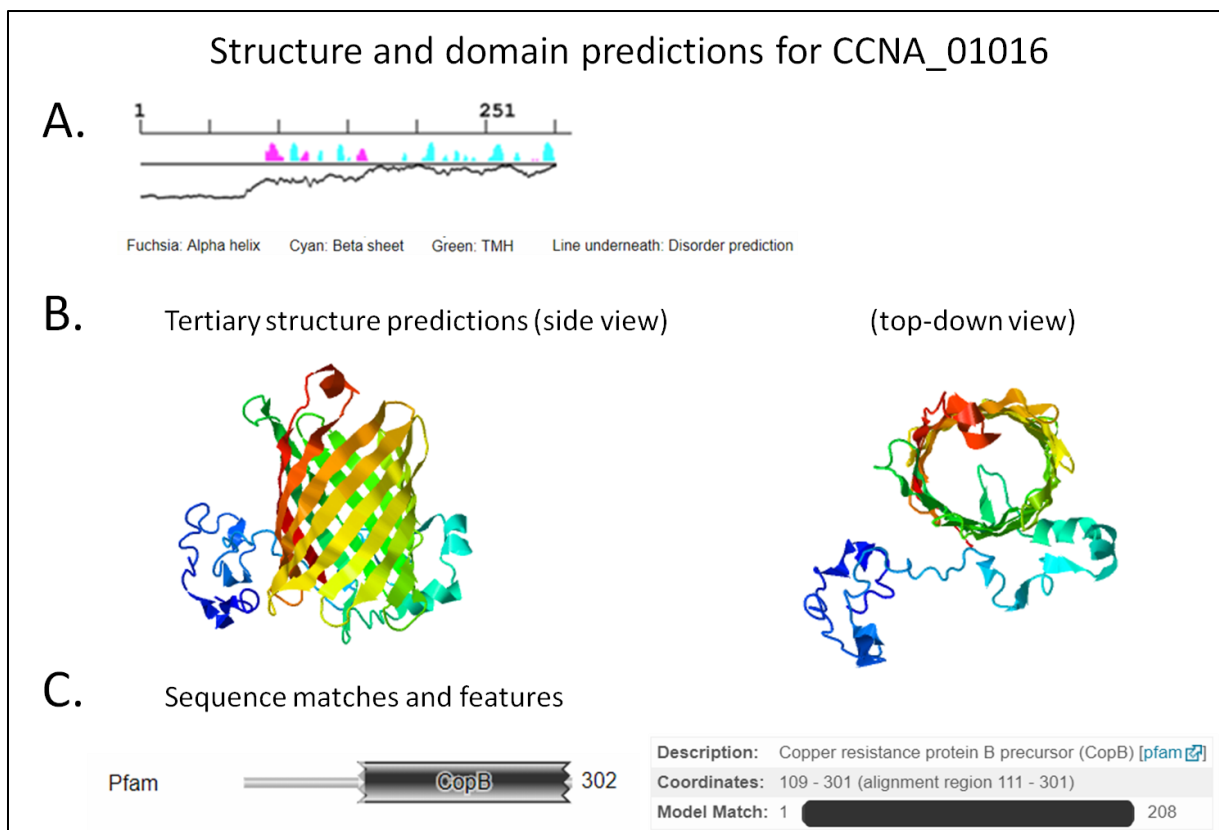 Structure and domain predictions for CCNA_01016
A.
1 251
Fuchsia: Alpha helix Cyan: Beta sheet Green: TMH Line underneath: Disorder prediction
B.
Tertiary structure predictions (side view) (top-down view)
C.
Sequence matches and features
Pfam CopB 302
Description: Copper resistance protein B precursor (CopB) [pfam]
Coordinates: 109 - 301 (alignment region 111 - 301)
Model Match: 1 208